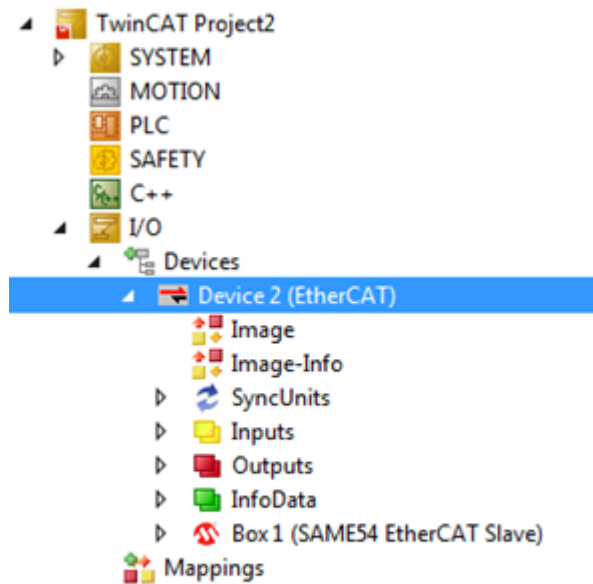 TwinCAT Project2
SYSTEM
MOTION
PLC
SAFETY
C++
I/O
Devices
Device 2 (EtherCAT)
Image
Image-Info
SyncUnits
Inputs
Outputs
InfoData
Box 1 (SAME54 EtherCAT Slave)
Mappings